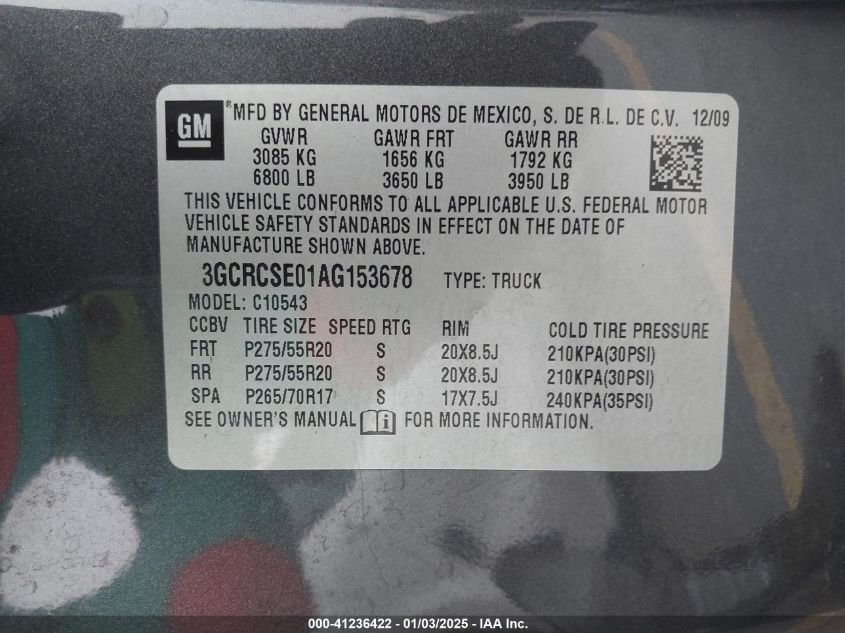 GM ® MFD BY GENERAL MOTORS DE MEXICO, S. DE R.L. DE C.V. 12/09
GVWR GAWR FRT GAWR RR
3085 KG 1656 KG 1792 KG
6800 LB 3650 LB 3950 LB
THIS VEHICLE CONFORMS TO ALL APPLICABLE U.S. FEDERAL MOTOR
VEHICLE SAFETY STANDARDS IN EFFECT ON THE DATE OF
MANUFACTURE SHOWN ABOVE.
3GCRCSE01AG153678 TYPE: TRUCK
MODEL: C10543
CCBV TIRE SIZE SPEED RTG RIM COLD TIRE PRESSURE
FRT P275/55R20 S 20X8.5J 210KPA(30PSI)
RR P275/55R20 S 20X8.5J 210KPA(30PSI)
SPA P265/70R17 S 17X7.5J 240KPA(35PSI)
SEE OWNER'S MANUAL i FOR MORE INFORMATION.
000-41236422 - 01/03/2025 - IAA Inc.